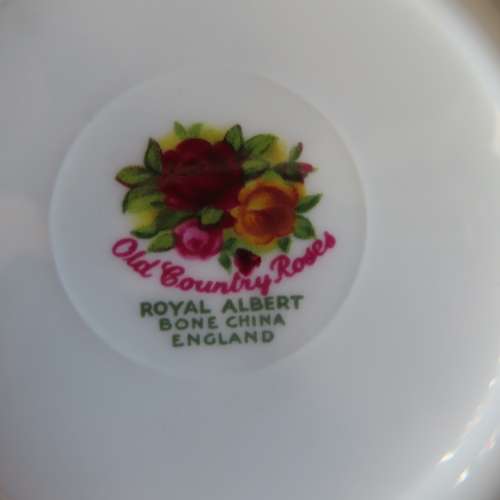 Old Country Roses
ROYAL ALBERT
BONE CHINA
ENGLAND